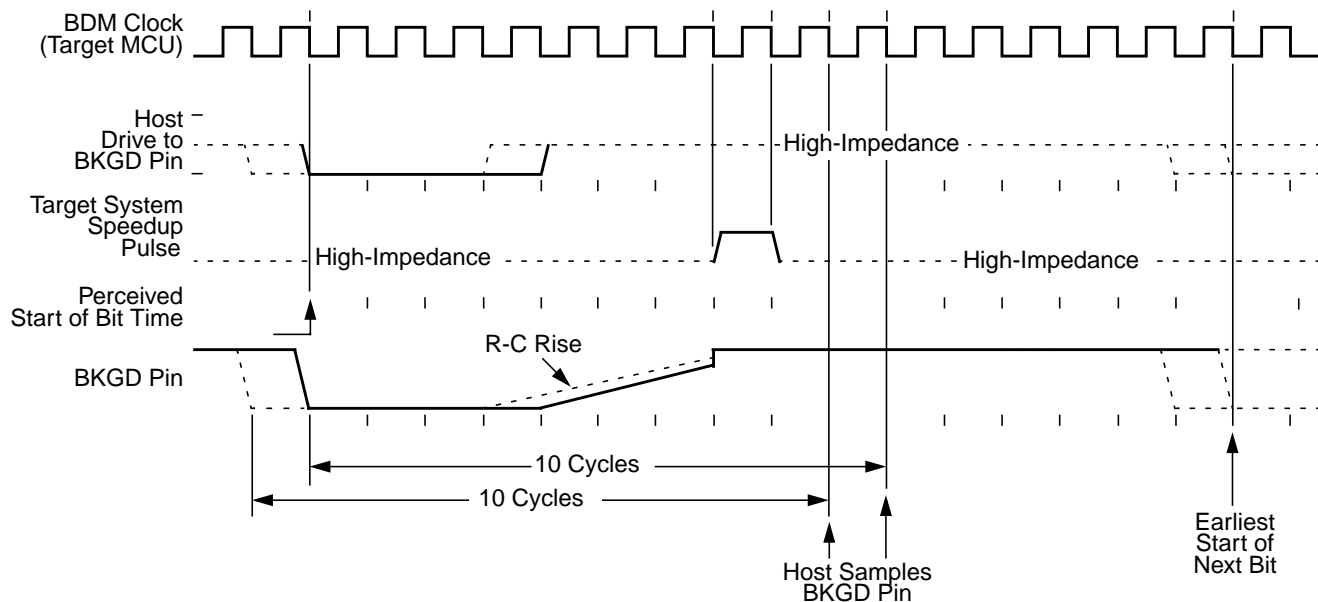 BDM Clock
(Target MCU)
Host
Drive to
BKGD Pin
High-Impedance
Target System
Speedup
Pulse
High-Impedance
High-Impedance
Perceived
Start of Bit Time
R-C Rise
BKGD Pin
10 Cycles
10 Cycles
Host Samples
BKGD Pin
Earliest
Start of
Next Bit